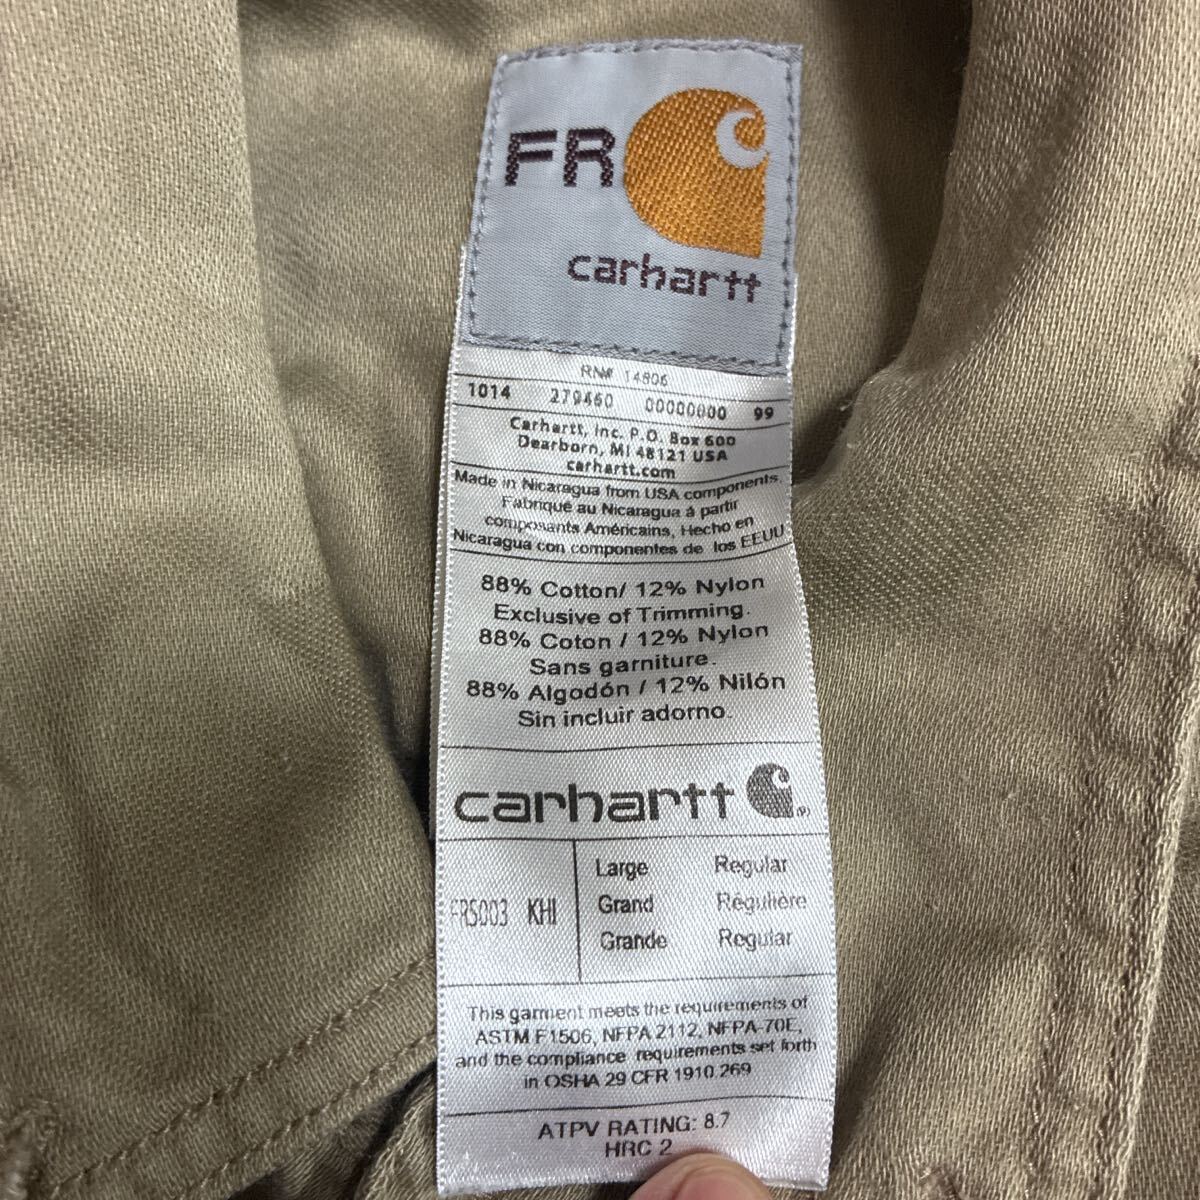 FR
carhartt
RN# 14806
1014 279460 00000000 99
Carhartt, Inc. P.O. Box 600
Dearborn, MI 48121 USA
carhartt.com
Made in Nicaragua from USA components.
Fabriqué au Nicaragua à partir
composants Américains, Hecho en
Nicaragua con componentes de los EEUU
88% Cotton/ 12% Nylon
Exclusive of Trimming.
88% Coton / 12% Nylon
Sans garniture.
88% Algodón / 12% Nilón
Sin incluir adorno.
carhartt ®
FRS003 KHI
Large Regular
Grand Régulière
Grande Regular
This garment meets the requirements of
ASTM F1506, NFPA 2112, NFPA-70E,
and the compliance requirements set forth
in OSHA 29 CFR 1910.269
ATPV RATING: 8.7
HRC 2